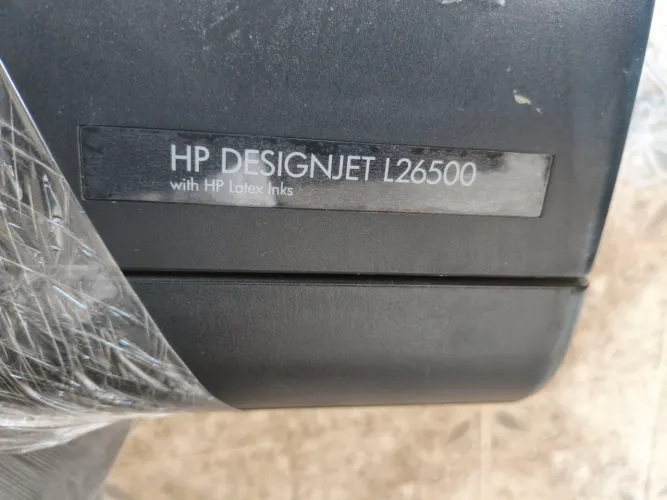 HP DESIGNJET L26500
with HP Latex Inks